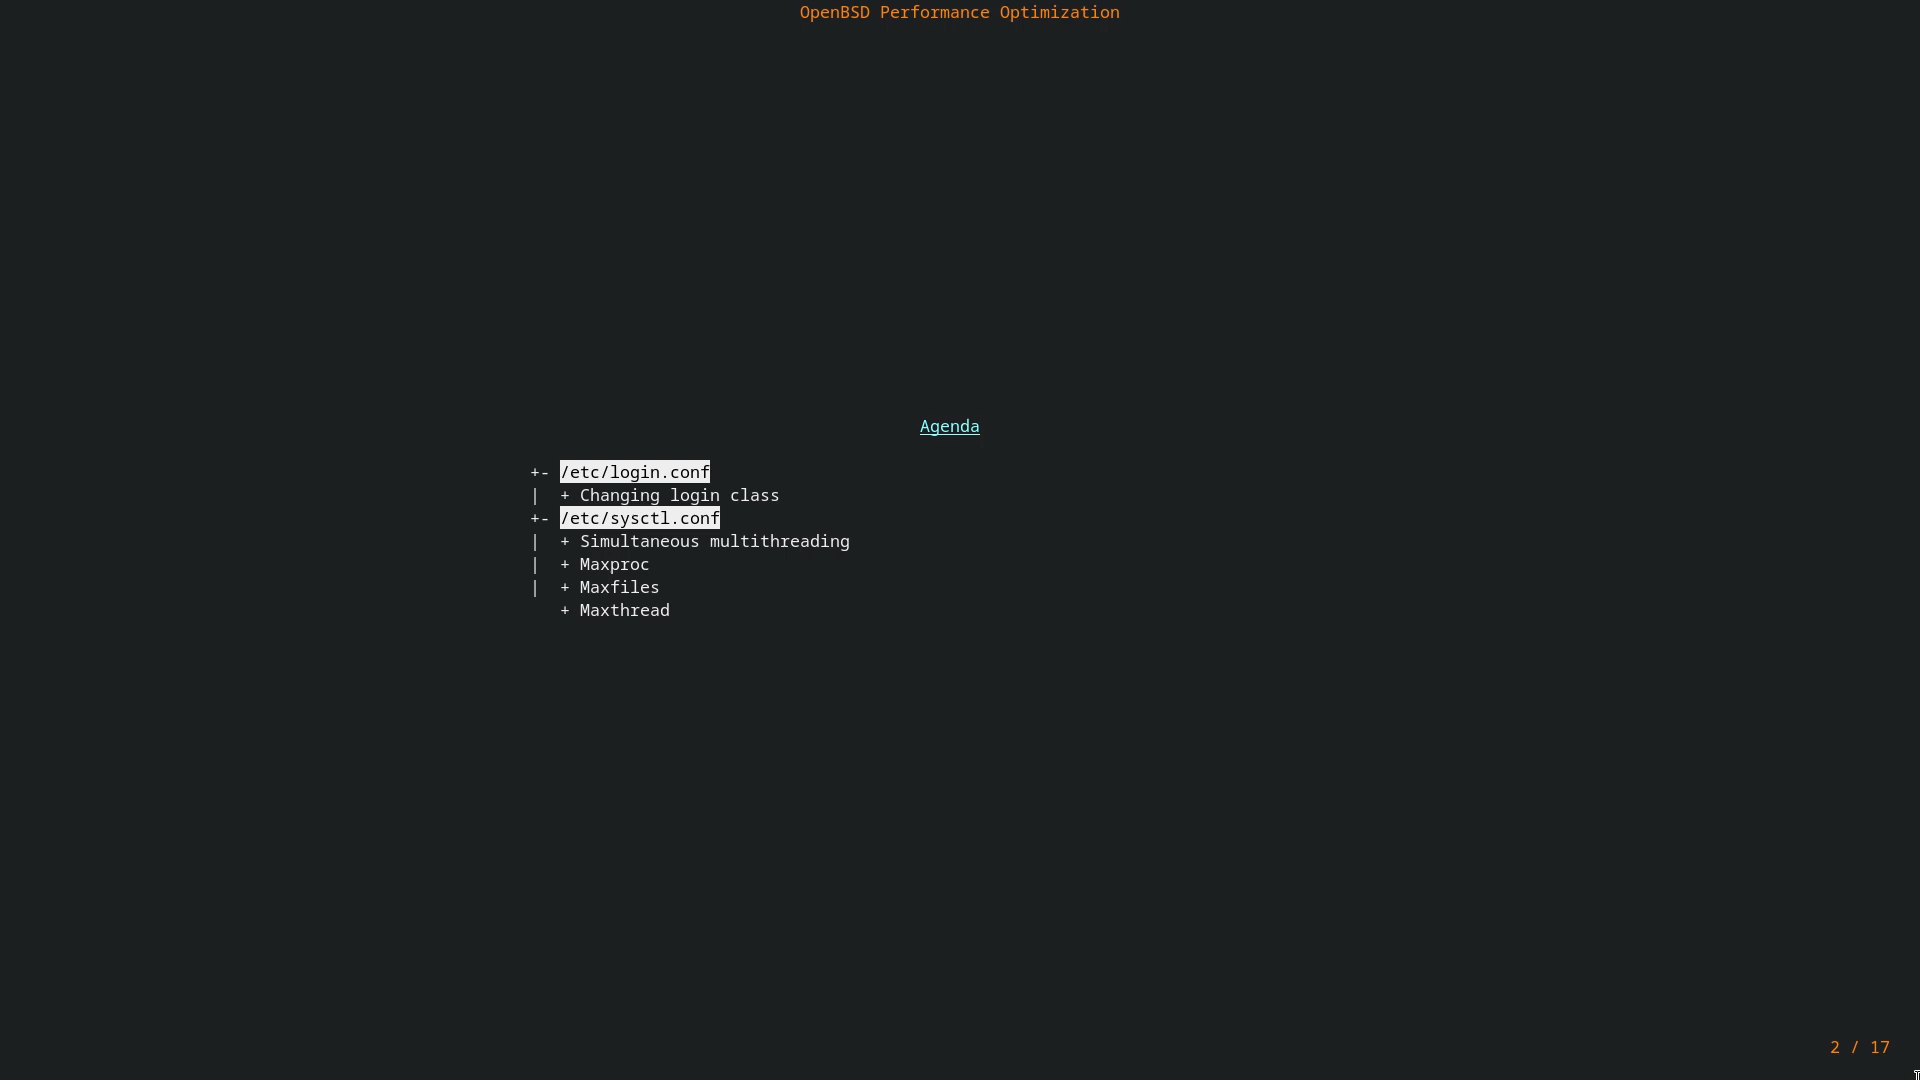 OpenBSD Performance Optimization
Agenda
+- /etc/login.conf
|  + Changing login class
+- /etc/sysctl.conf
|  + Simultaneous multithreading
|  + Maxproc
|  + Maxfiles
   + Maxthread
2 / 17